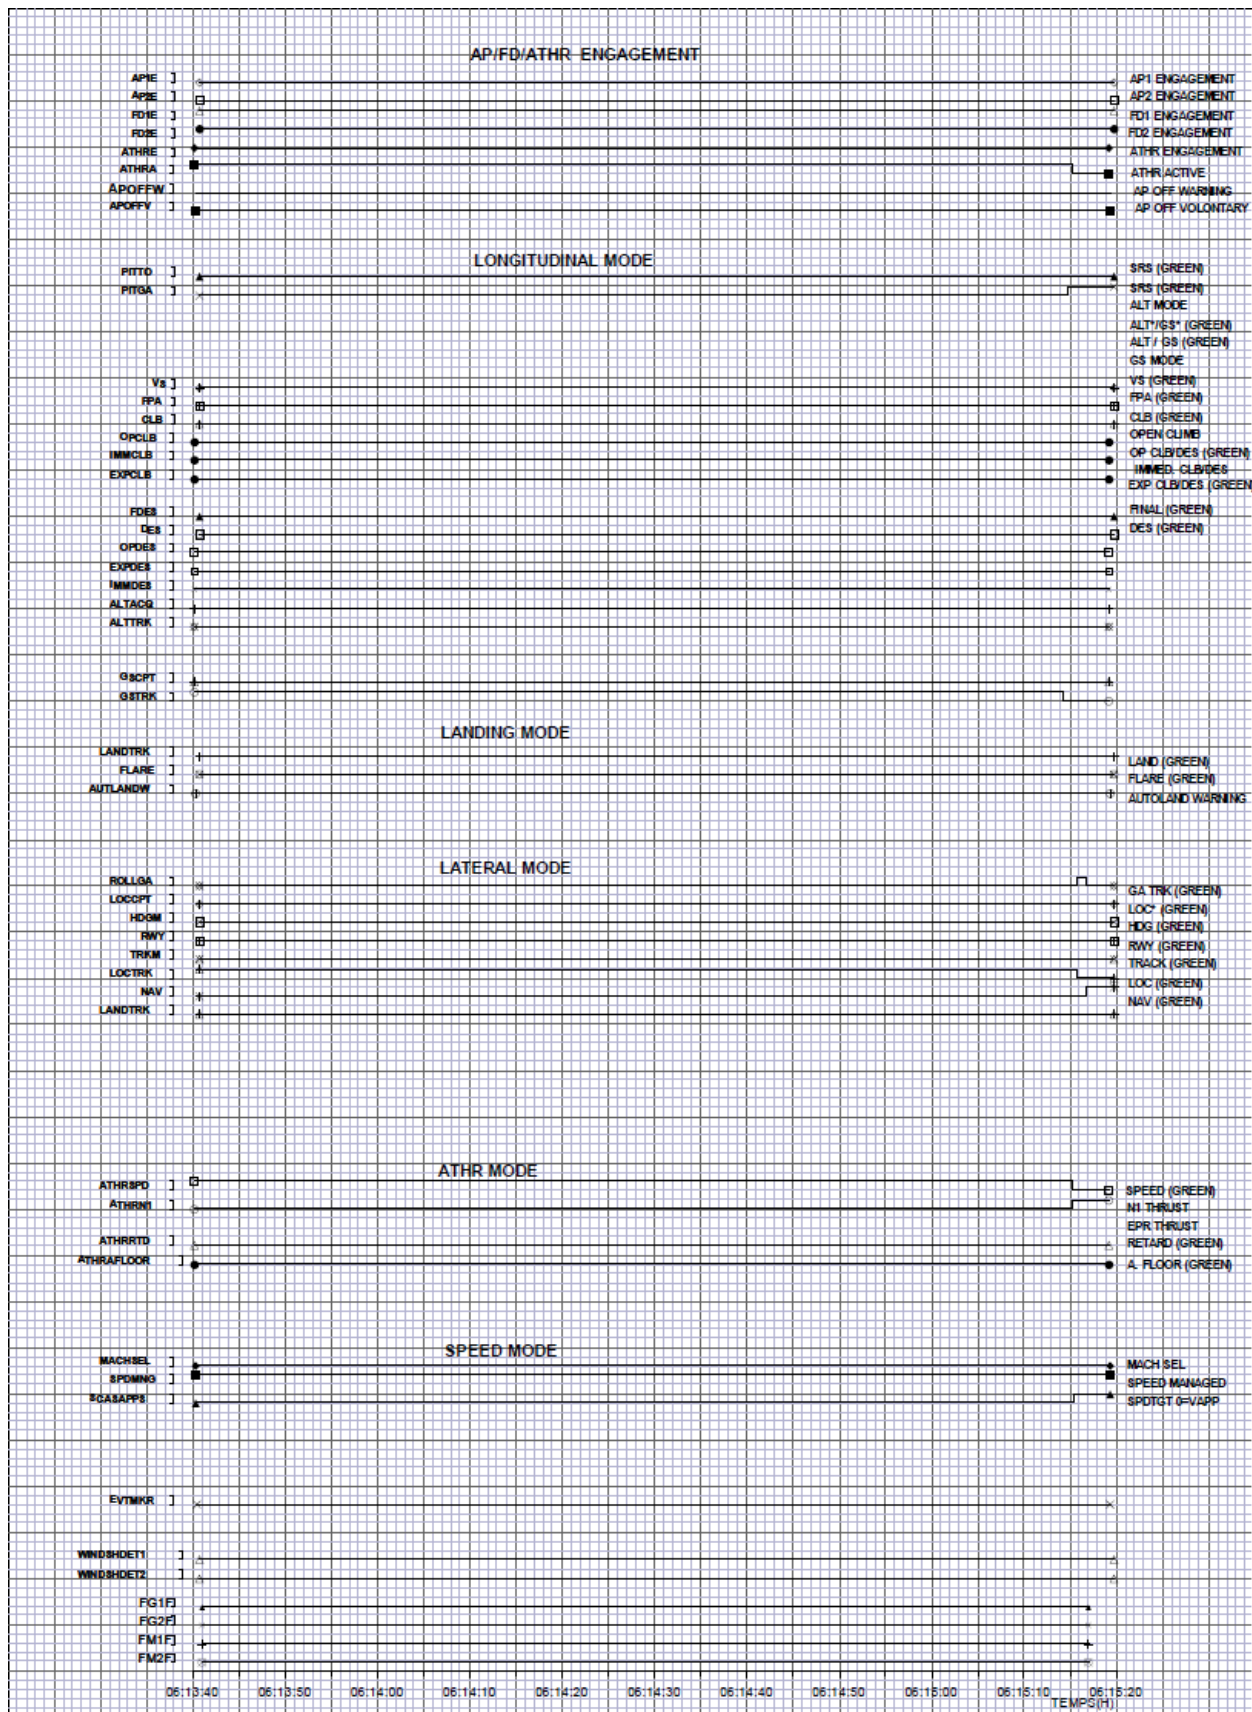 AP/FD/ATHR ENGAGEMENT
AP1E ] AP1 ENGAGEMENT
AP2E ] AP2 ENGAGEMENT
FD1E ] FD1 ENGAGEMENT
FD2E ] FD2 ENGAGEMENT
ATHRE ] ATHR ENGAGEMENT
ATHRA ] ATHR ACTIVE
APOFFW ] AP OFF WARNING
APOFFV ] AP OFF VOLONTARY
LONGITUDINAL MODE
PITTO ] SRS (GREEN)
PITGA ] SRS (GREEN)
ALT MODE
ALT*/GS* (GREEN)
ALT / GS (GREEN)
GS MODE
VS ] VS (GREEN)
FPA ] FPA (GREEN)
CLB ] CLB (GREEN)
OPCLB ] OPEN CLIMB
IMMCLB ] OP CLB/DES (GREEN)
IMMED. CLB/DES
EXPCLB ] EXP CLB/DES (GREEN)
FDES ] FINAL (GREEN)
DES ] DES (GREEN)
OPDES ]
EXPDES ]
IMMDES ]
ALTACQ ]
ALTTRK ]
GSCPT ]
GSTRK ]
LANDING MODE
LANDTRK ] LAND (GREEN)
FLARE ] FLARE (GREEN)
AUTLANDW ] AUTOLAND WARNING
LATERAL MODE
ROLLGA ] GA TRK (GREEN)
LOCCPT ] LOC* (GREEN)
HDGM ] HDG (GREEN)
RWY ] RWY (GREEN)
TRKM ] TRACK (GREEN)
LOCTRK ] LOC (GREEN)
NAV ] NAV (GREEN)
LANDTRK ]
ATHR MODE
ATHRSPD ] SPEED (GREEN)
ATHRN1 ] N1 THRUST
EPR THRUST
ATHRRTD ] RETARD (GREEN)
ATHRAFLOOR ] A. FLOOR (GREEN)
SPEED MODE
MACHSEL ] MACH SEL
SPDMNG ] SPEED MANAGED
SCASAPPS ] SPDTGT 0=VAPP
EVTMKR ]
WINDSHDET1 ]
WINDSHDET2 ]
FG1F]
FG2F]
FM1F]
FM2F]
06:13:40 06:13:50 06:14:00 06:14:10 06:14:20 06:14:30 06:14:40 06:14:50 06:15:00 06:15:10 06:15:20
TEMPS(H)